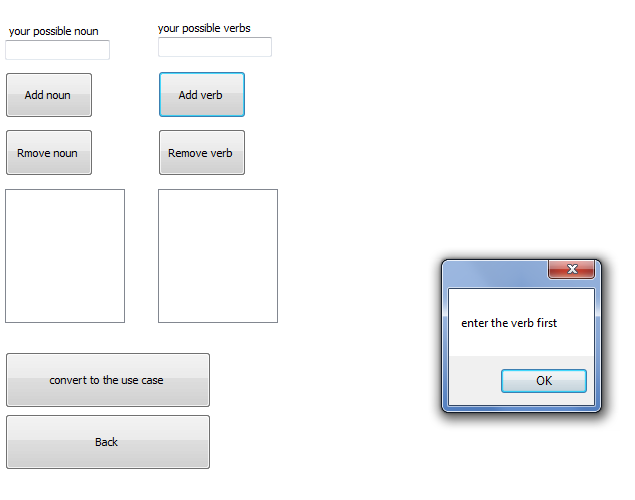 your possible noun
your possible verbs
Add noun
Add verb
Rmove noun
Remove verb
enter the verb first
OK
convert to the use case
Back